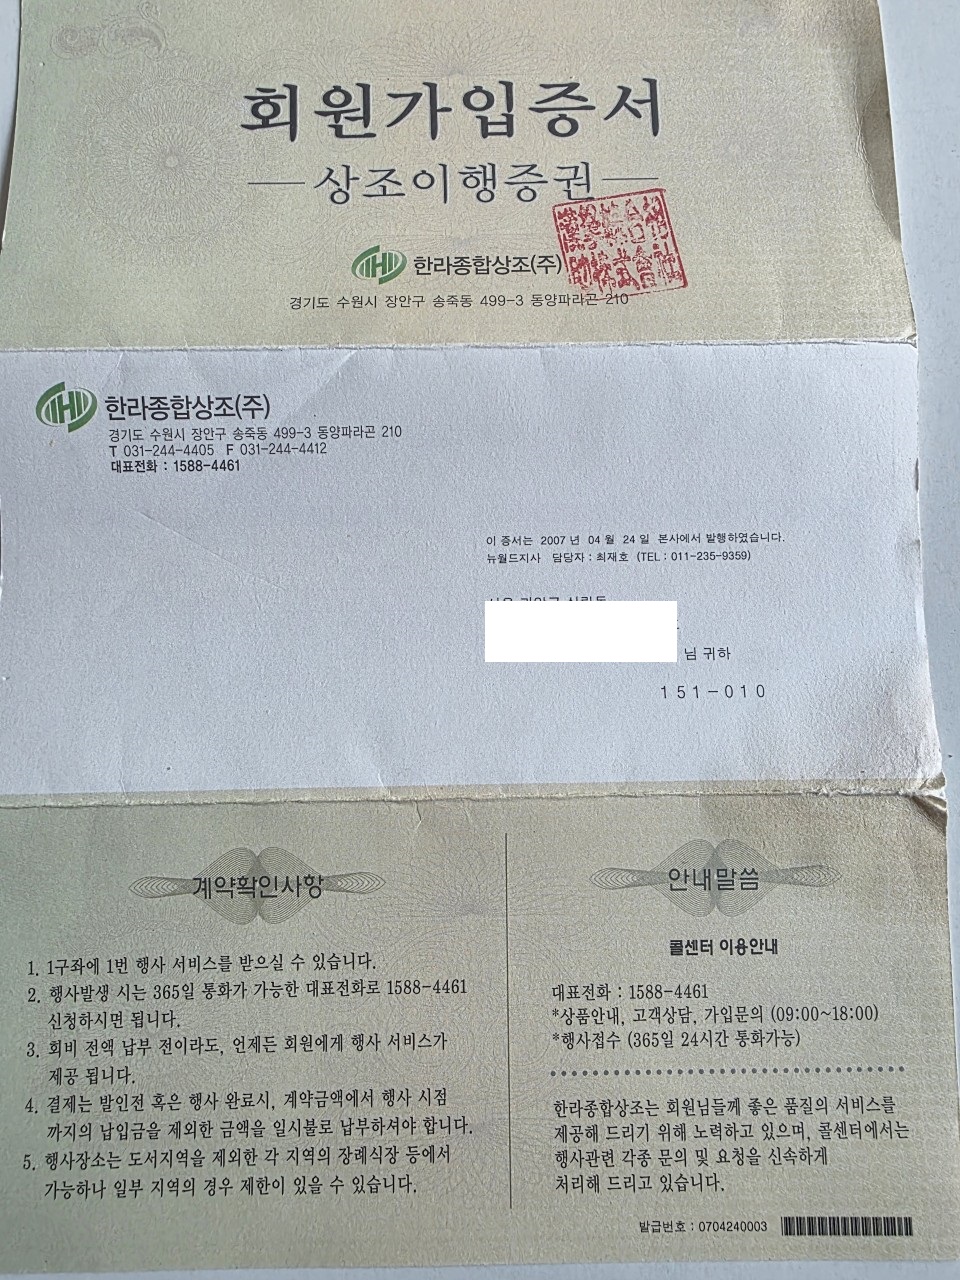 회원가입증서
상조이행증권
한라종합상조(주)
경기도 수원시 장안구 송죽동 499-3 동양파라곤 210
한라종합상조(주)
경기도 수원시 장안구 송죽동 499-3 동양파라곤 210
T 031-244-4405 F 031-244-4412
대표전화 : 1588-4461
이 증서는 2007 년 04 월 24 일 본사에서 발행하였습니다.
뉴월드지사 담당자 : 최재호 (TEL : 011-235-9359)
님 귀하
151-010
계약확인사항
1. 1구좌에 1번 행사 서비스를 받으실 수 있습니다.
2. 행사발생 시는 365일 통화가 가능한 대표전화로 1588-4461
신청하시면 됩니다.
3. 회비 전액 납부 전이라도, 언제든 회원에게 행사 서비스가
제공 됩니다.
4. 결제는 발인전 혹은 행사 완료시, 계약금액에서 행사 시점
까지의 납입금을 제외한 금액을 일시불로 납부하셔야 합니다.
5. 행사장소는 도서지역을 제외한 각 지역의 장례식장 등에서
가능하나 일부 지역의 경우 제한이 있을 수 있습니다.
안내말씀
콜센터 이용안내
대표전화 : 1588-4461
*상품안내, 고객상담, 가입문의 (09:00~18:00)
*행사접수 (365일 24시간 통화가능)
한라종합상조는 회원님들께 좋은 품질의 서비스를
제공해 드리기 위해 노력하고 있으며, 콜센터에서는
행사관련 각종 문의 및 요청을 신속하게
처리해 드리고 있습니다.
발급번호 : 0704240003